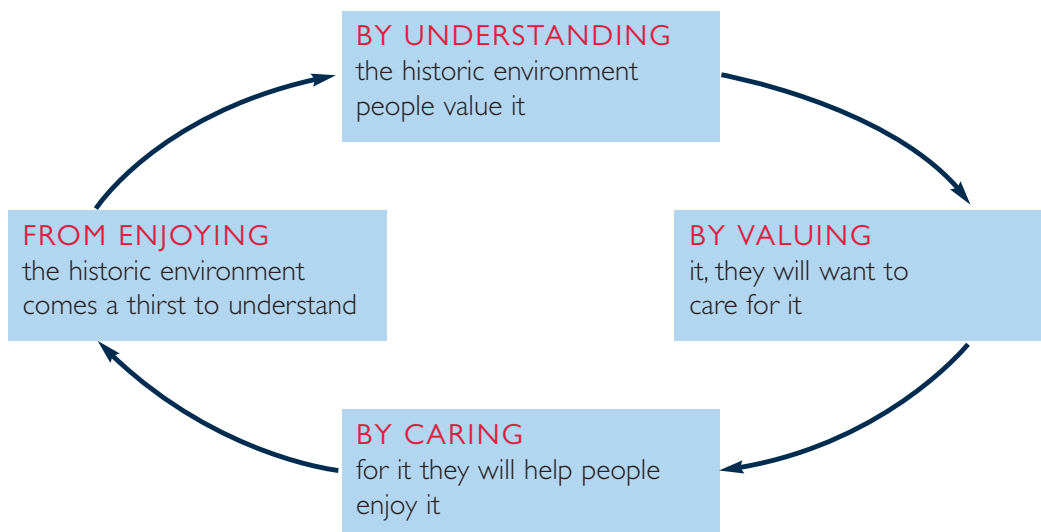 BY UNDERSTANDING
the historic environment
people value it
BY VALUING
it, they will want to
care for it
BY CARING
for it they will help people
enjoy it
FROM ENJOYING
the historic environment
comes a thirst to understand